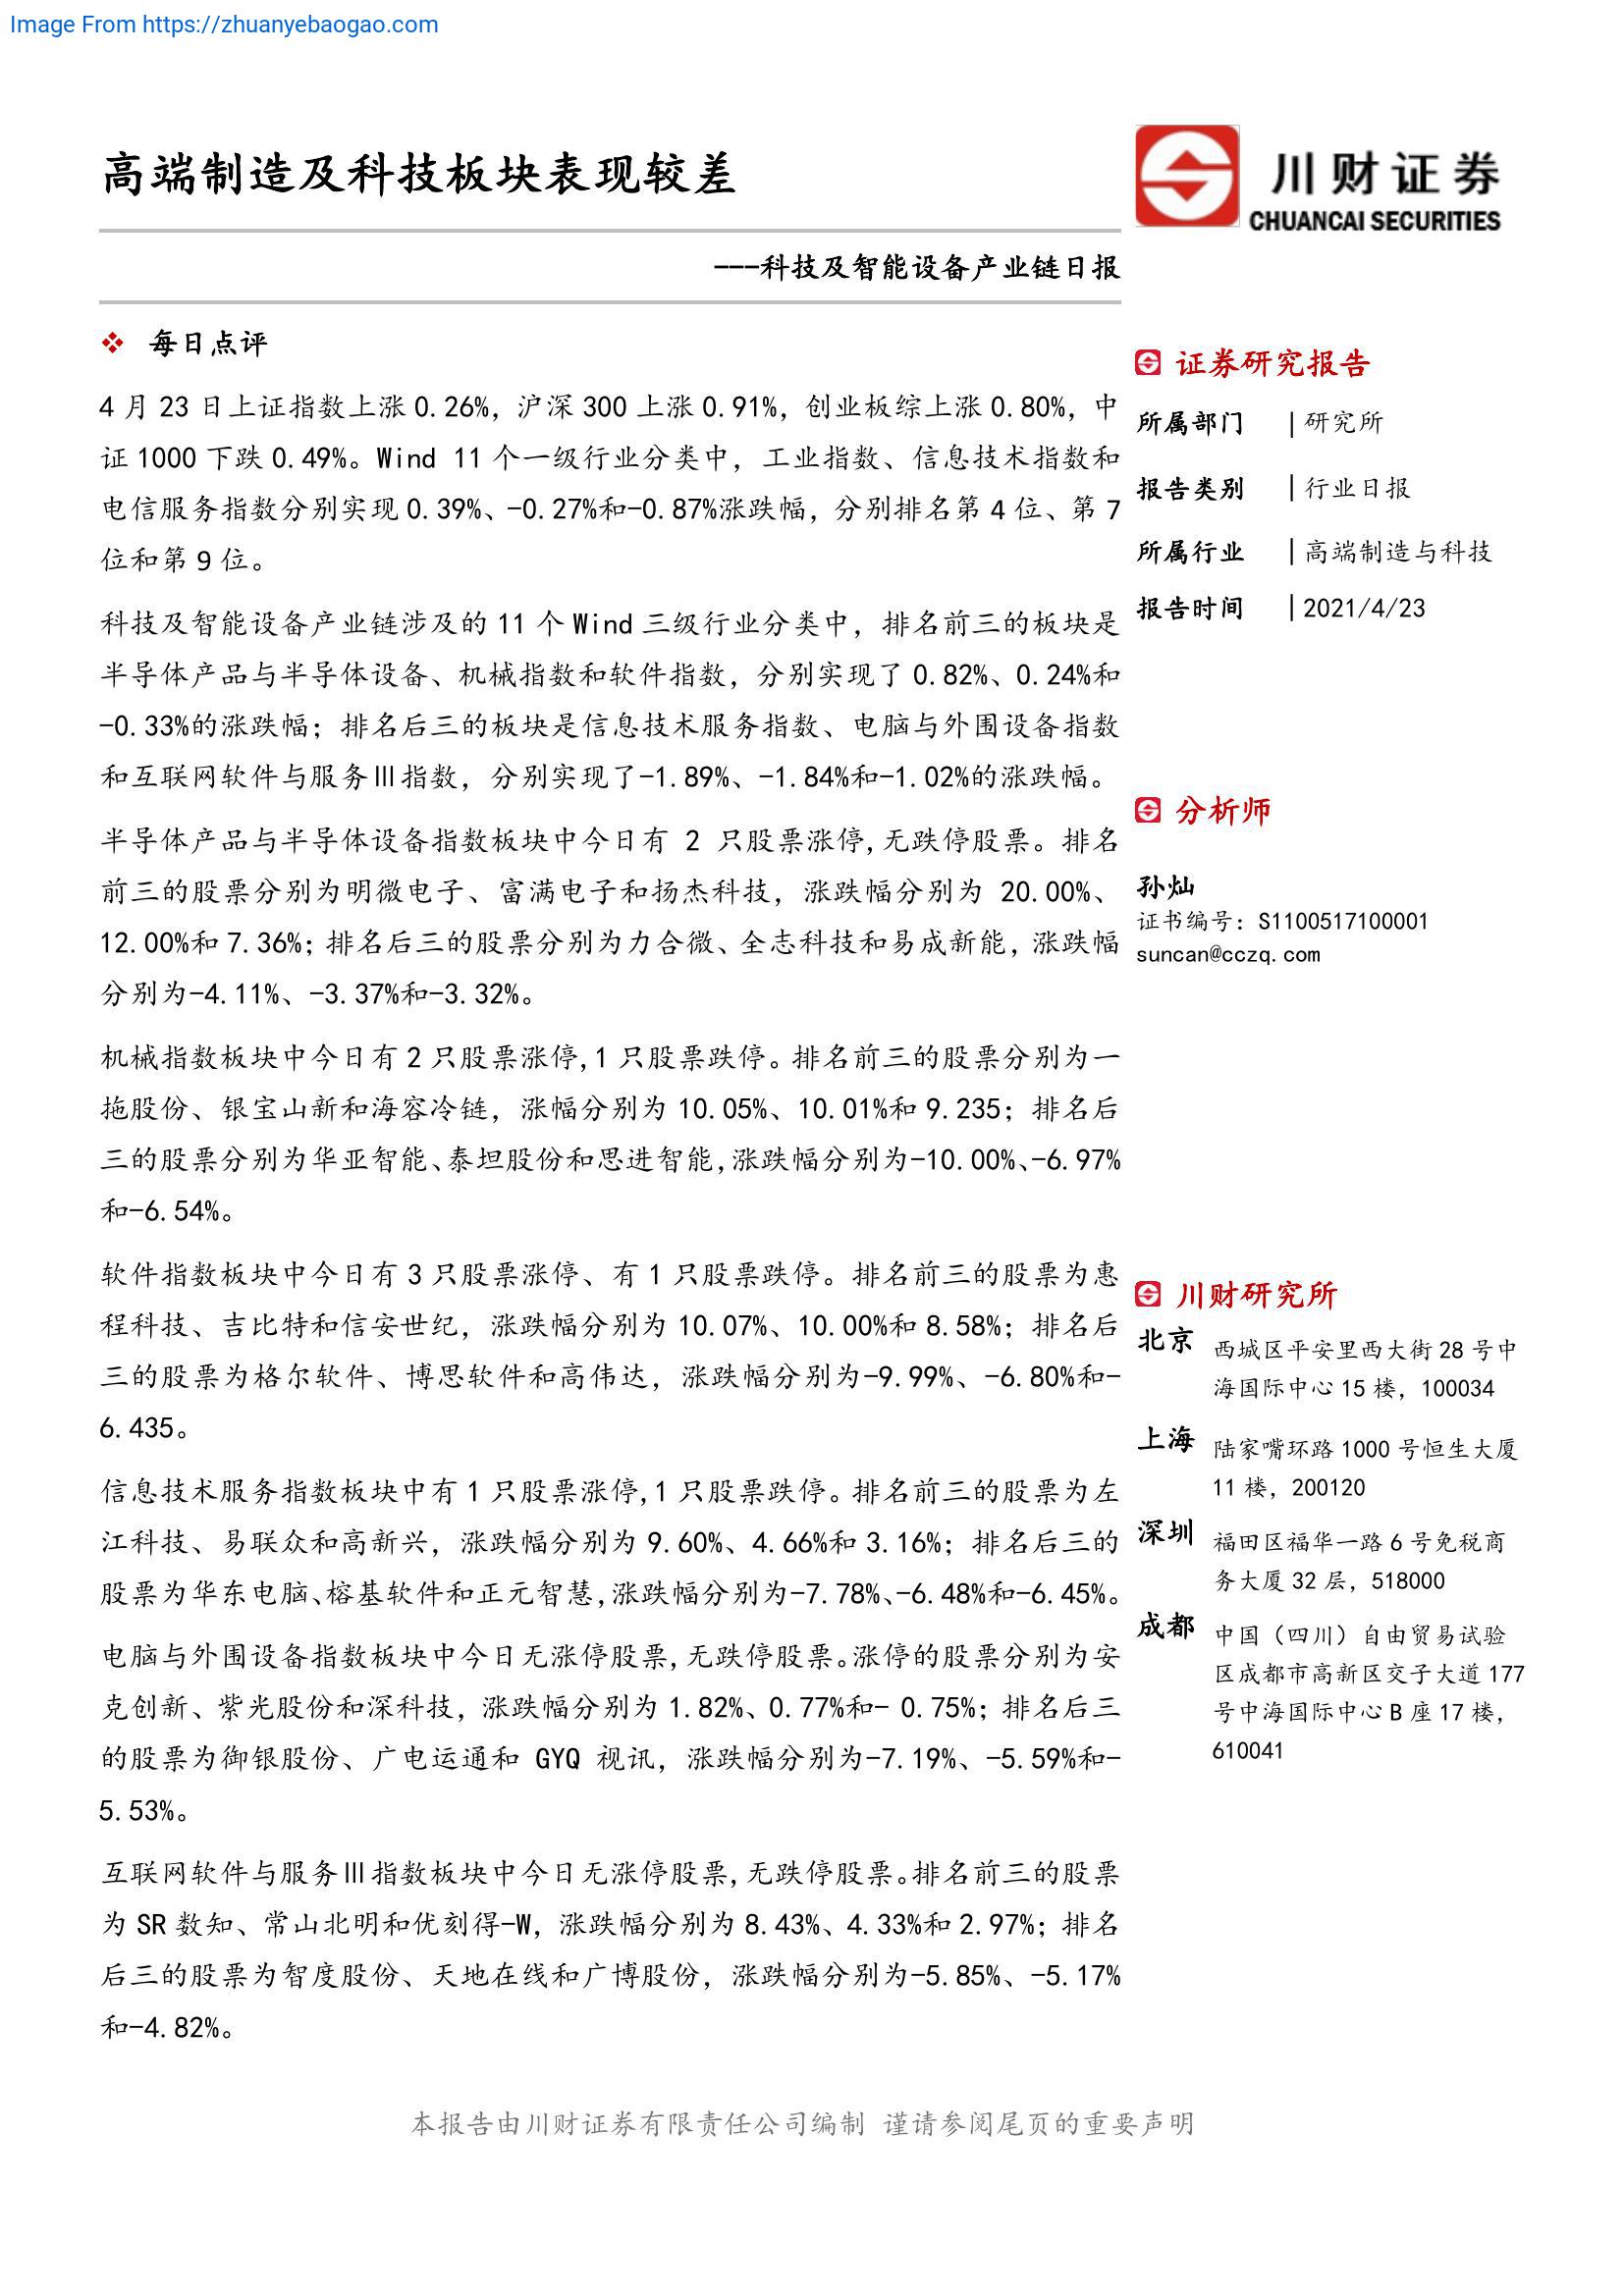 Image From https://zhuanyebaogao.com
高端制造及科技板块表现较差
川财证券
CHUANCAI SECURITIES
---科技及智能设备产业链日报
每日点评
4 月 23 日上证指数上涨 0.26%，沪深 300 上涨 0.91%，创业板综上涨 0.80%，中
证 1000 下跌 0.49%。Wind 11 个一级行业分类中，工业指数、信息技术指数和
电信服务指数分别实现 0.39%、-0.27%和-0.87%涨跌幅，分别排名第 4 位、第 7
位和第 9 位。
科技及智能设备产业链涉及的 11 个 Wind 三级行业分类中，排名前三的板块是
半导体产品与半导体设备、机械指数和软件指数，分别实现了 0.82%、0.24%和
-0.33%的涨跌幅；排名后三的板块是信息技术服务指数、电脑与外围设备指数
和互联网软件与服务Ⅲ指数，分别实现了-1.89%、-1.84%和-1.02%的涨跌幅。
半导体产品与半导体设备指数板块中今日有 2 只股票涨停,无跌停股票。排名
前三的股票分别为明微电子、富满电子和扬杰科技，涨跌幅分别为 20.00%、
12.00%和 7.36%；排名后三的股票分别为力合微、全志科技和易成新能，涨跌幅
分别为-4.11%、-3.37%和-3.32%。
机械指数板块中今日有 2 只股票涨停,1 只股票跌停。排名前三的股票分别为一
拖股份、银宝山新和海容冷链，涨幅分别为 10.05%、10.01%和 9.235；排名后
三的股票分别为华亚智能、泰坦股份和思进智能,涨跌幅分别为-10.00%、-6.97%
和-6.54%。
软件指数板块中今日有 3 只股票涨停、有 1 只股票跌停。排名前三的股票为惠
程科技、吉比特和信安世纪，涨跌幅分别为 10.07%、10.00%和 8.58%；排名后
三的股票为格尔软件、博思软件和高伟达，涨跌幅分别为-9.99%、-6.80%和-
6.435。
信息技术服务指数板块中有 1 只股票涨停,1 只股票跌停。排名前三的股票为左
江科技、易联众和高新兴，涨跌幅分别为 9.60%、4.66%和 3.16%；排名后三的
股票为华东电脑、榕基软件和正元智慧,涨跌幅分别为-7.78%、-6.48%和-6.45%。
电脑与外围设备指数板块中今日无涨停股票,无跌停股票。涨停的股票分别为安
克创新、紫光股份和深科技，涨跌幅分别为 1.82%、0.77%和- 0.75%；排名后三
的股票为御银股份、广电运通和 GYQ 视讯，涨跌幅分别为-7.19%、-5.59%和-
5.53%。
互联网软件与服务Ⅲ指数板块中今日无涨停股票,无跌停股票。排名前三的股票
为 SR 数知、常山北明和优刻得-W，涨跌幅分别为 8.43%、4.33%和 2.97%；排名
后三的股票为智度股份、天地在线和广博股份，涨跌幅分别为-5.85%、-5.17%
和-4.82%。
证券研究报告
所属部门 | 研究所
报告类别 | 行业日报
所属行业 | 高端制造与科技
报告时间 | 2021/4/23
分析师
孙灿
证书编号：S1100517100001
suncan@cczq.com
川财研究所
北京 西城区平安里西大街 28 号中
海国际中心 15 楼，100034
上海 陆家嘴环路 1000 号恒生大厦
11 楼，200120
深圳 福田区福华一路 6 号免税商
务大厦 32 层，518000
成都 中国（四川）自由贸易试验
区成都市高新区交子大道 177
号中海国际中心 B 座 17 楼，
610041
本报告由川财证券有限责任公司编制 谨请参阅尾页的重要声明